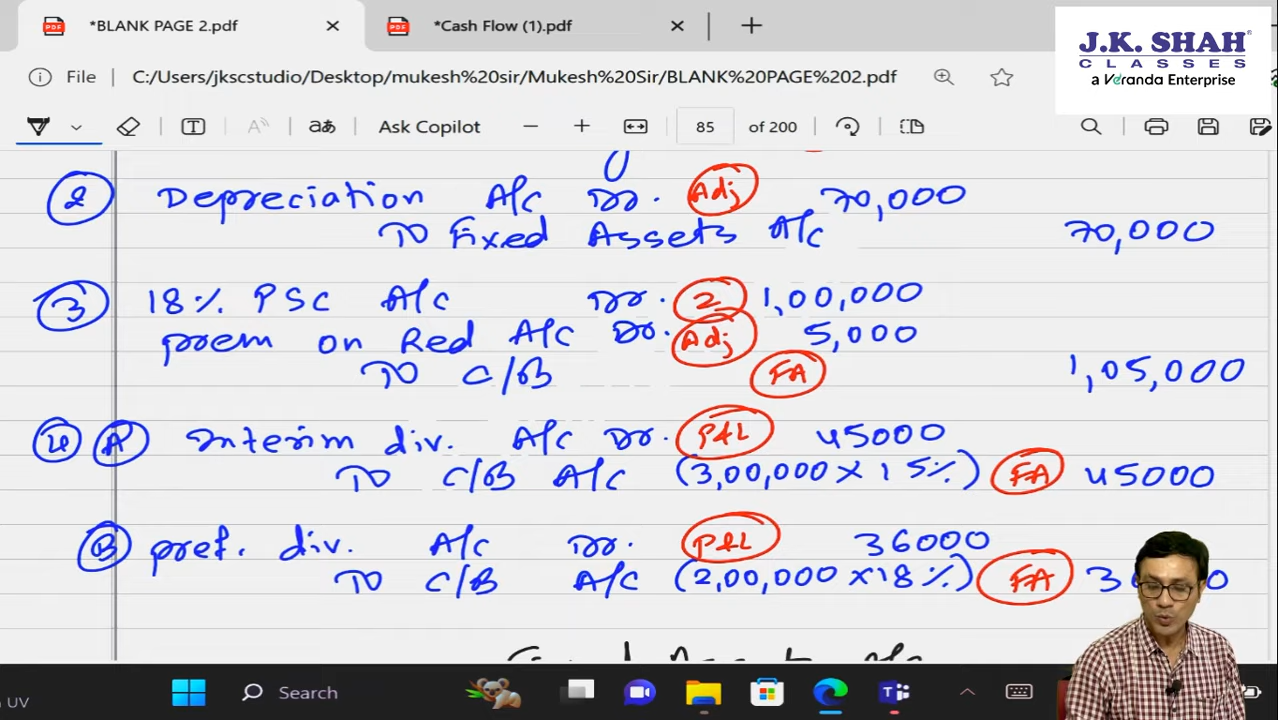 *BLANK PAGE 2.pdf
*Cash Flow (1).pdf
J.K. SHAH®
CLASSES
a Veranda Enterprise
File C:/Users/jkscstudio/Desktop/mukesh%20sir/Mukesh%20Sir/BLANK%20PAGE%202.pdf
Ask Copilot 85 of 200
2 Depreciation A/c Dr. Adj 70,000
To Fixed Assets A/c 70,000
3 18% PSC A/c Dr. 2 1,00,000
prem on Red A/c Dr. Adj 5,000
To C/B FA 1,05,000
4 A Interim div. A/c Dr. P&L 45000
To C/B A/c (3,00,000 X 15%) FA 45000
B pref. div. A/c Dr. P&L 36000
To C/B A/c (2,00,000 X 18%) FA
UV
Search